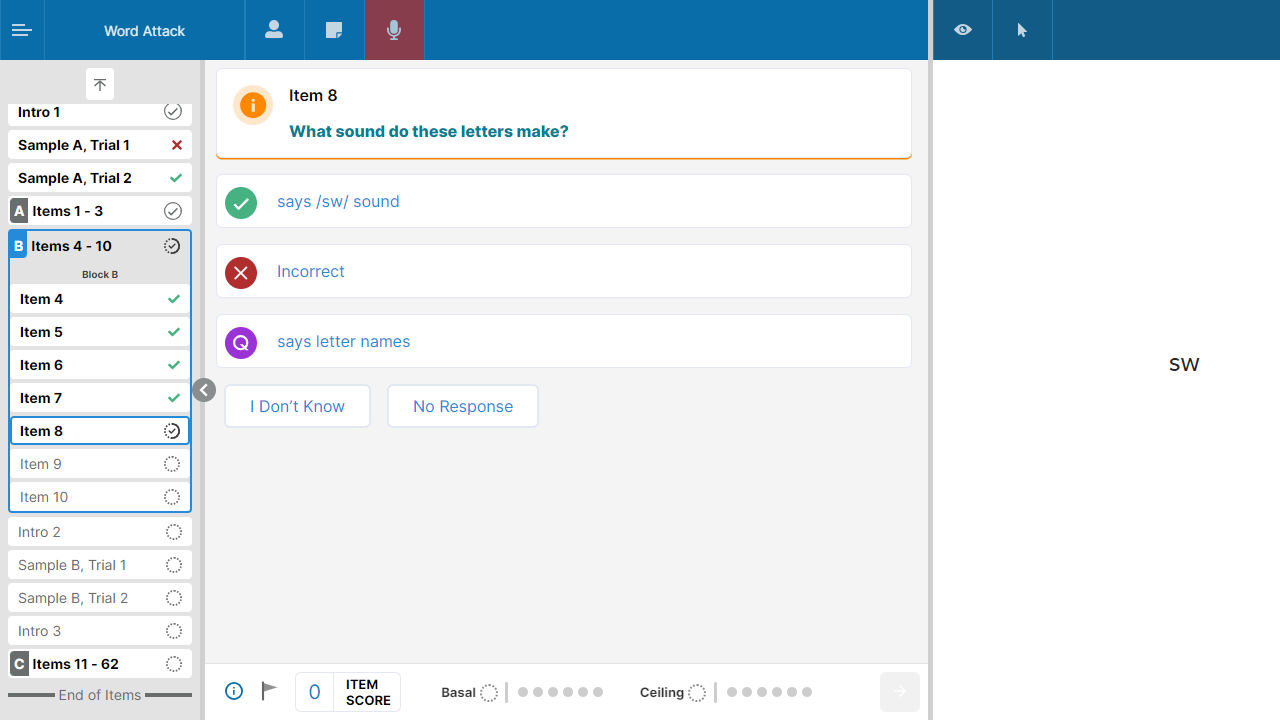 Word Attack
Intro 1
Sample A, Trial 1
Sample A, Trial 2
A Items 1 - 3
B Items 4 - 10
Block B
Item 4
Item 5
Item 6
Item 7
Item 8
Item 9
Item 10
Intro 2
Sample B, Trial 1
Sample B, Trial 2
Intro 3
C Items 11 - 62
End of Items
Item 8
What sound do these letters make?
says /sw/ sound
Incorrect
Q says letter names
I Don’t Know
No Response
0 ITEM SCORE
Basal
Ceiling
sw